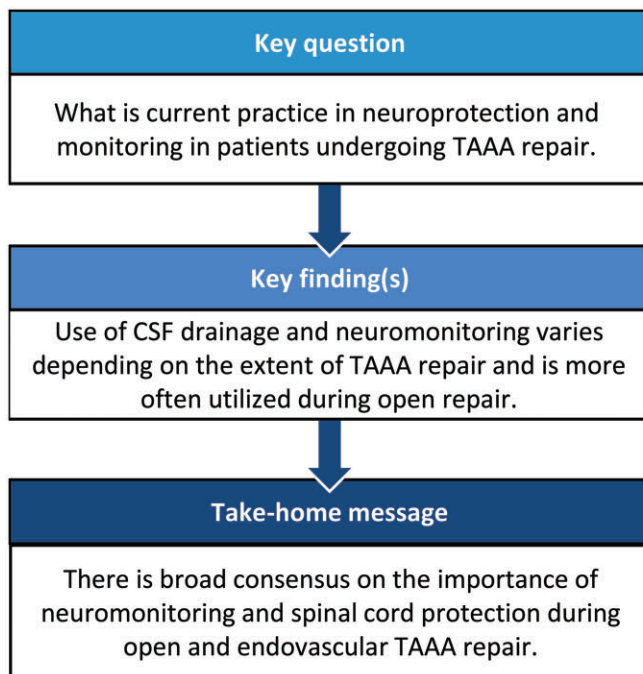 Key question
What is current practice in neuroprotection and
monitoring in patients undergoing TAAA repair.
Key finding(s)
Use of CSF drainage and neuromonitoring varies
depending on the extent of TAAA repair and is more
often utilized during open repair.
Take-home message
There is broad consensus on the importance of
neuromonitoring and spinal cord protection during
open and endovascular TAAA repair.